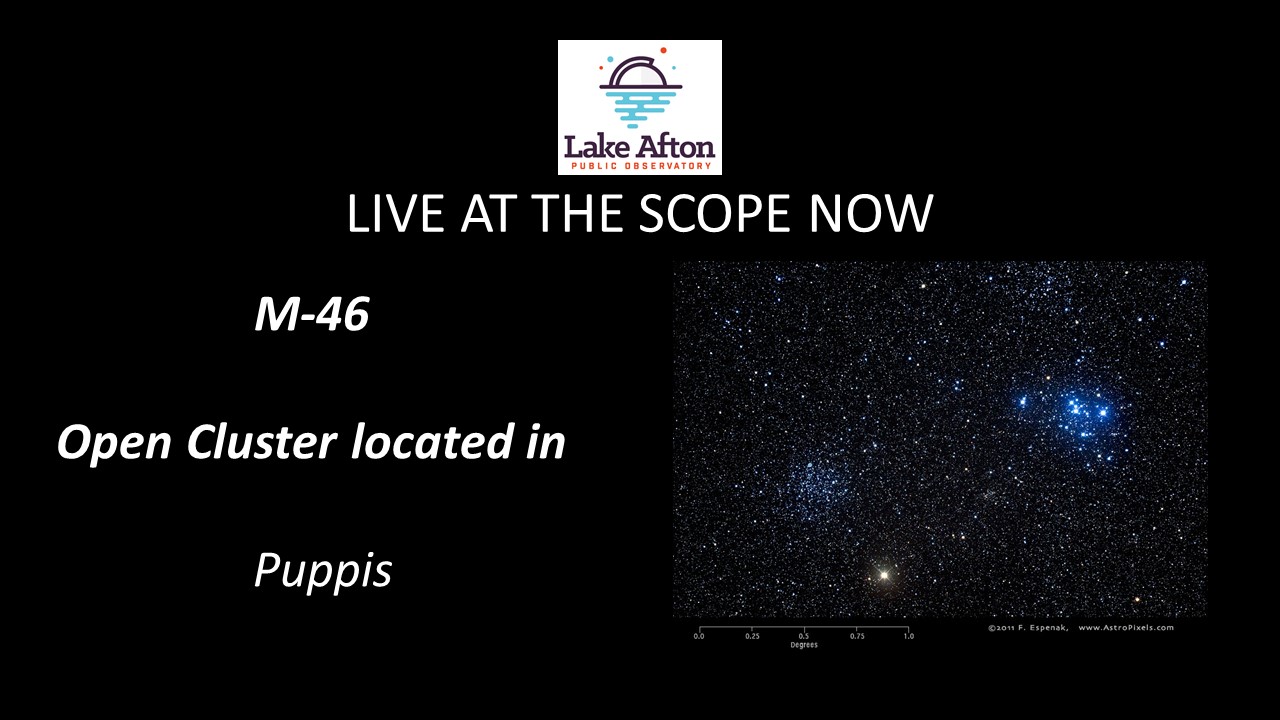 Lake Afton
PUBLIC OBSERVATORY
LIVE AT THE SCOPE NOW
M-46
Open Cluster located in
Puppis
0.0 0.25 0.5 0.75 1.0
Degrees
©2011 F. Espenak, www.AstroPixels.com